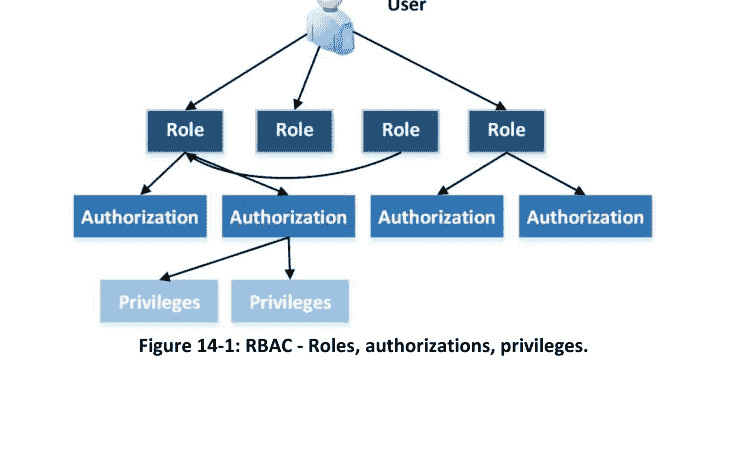 User
Role Role Role Role
Authorization Authorization Authorization Authorization
Privileges Privileges
Figure 14-1: RBAC - Roles, authorizations, privileges.